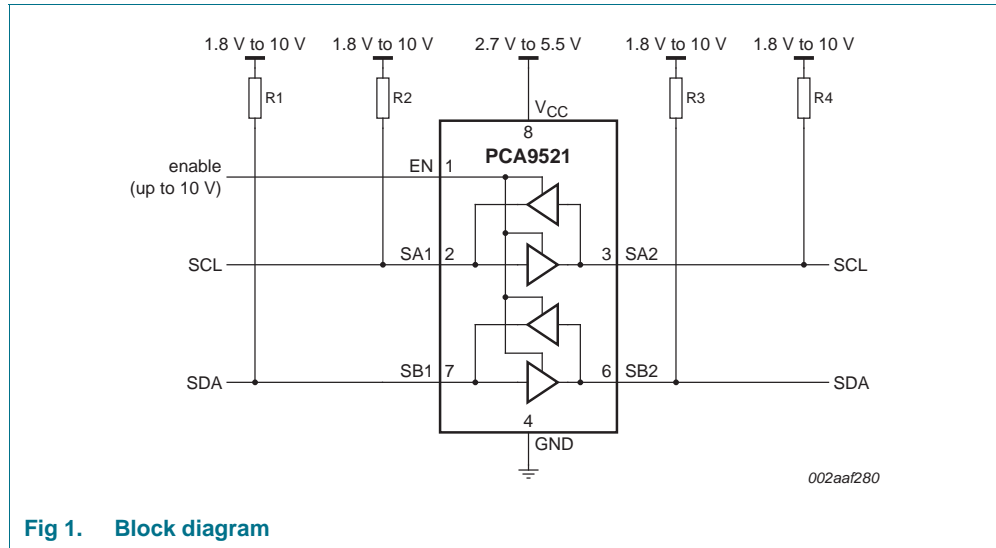 1.8 V to 10 V 1.8 V to 10 V 2.7 V to 5.5 V 1.8 V to 10 V 1.8 V to 10 V
R1 R2 R3 R4
VCC
8
PCA9521
enable
(up to 10 V)
EN 1
SCL SA1 2 3 SA2 SCL
SDA SB1 7 6 SB2 SDA
4
GND
002aaf280
Fig 1. Block diagram